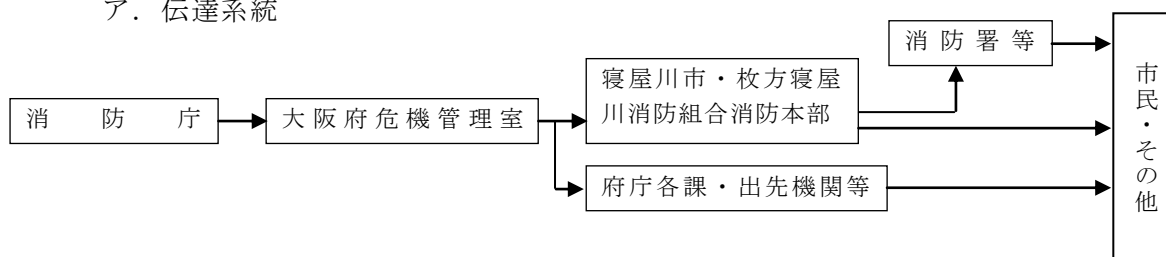 ア．伝達系統
消防庁
大阪府危機管理室
寝屋川市・枚方寝屋
川消防組合消防本部
消防署等
府庁各課・出先機関等
市民・その他